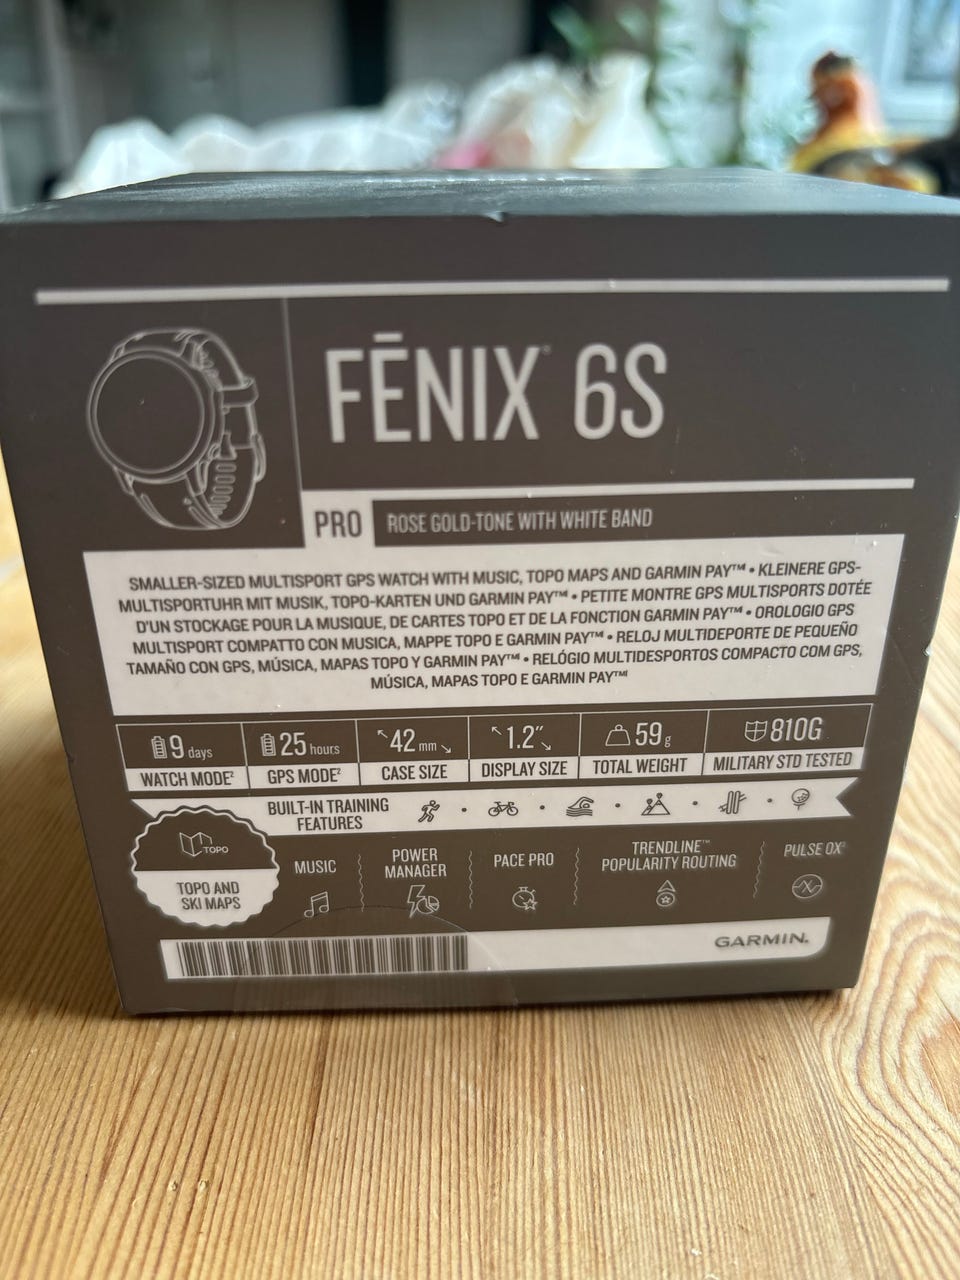 FĒNIX™ 6S
PRO
ROSE GOLD-TONE WITH WHITE BAND
SMALLER-SIZED MULTISPORT GPS WATCH WITH MUSIC, TOPO MAPS AND GARMIN PAY™ • KLEINERE GPS-
MULTISPORTUHR MIT MUSIK, TOPO-KARTEN UND GARMIN PAY™ • PETITE MONTRE GPS MULTISPORTS DOTÉE
D'UN STOCKAGE POUR LA MUSIQUE, DE CARTES TOPO ET DE LA FONCTION GARMIN PAY™ • OROLOGIO GPS
MULTISPORT COMPATTO CON MUSICA, MAPPE TOPO E GARMIN PAY™ • RELOJ MULTIDEPORTE DE PEQUEÑO
TAMAÑO CON GPS, MÚSICA, MAPAS TOPO Y GARMIN PAY™ • RELÓGIO MULTIDESPORTOS COMPACTO COM GPS,
MÚSICA, MAPAS TOPO E GARMIN PAY™
9 days
WATCH MODE²
25 hours
GPS MODE²
42 mm
CASE SIZE
1.2″
DISPLAY SIZE
59 g
TOTAL WEIGHT
810G
MILITARY STD TESTED
BUILT-IN TRAINING
FEATURES
TOPO
TOPO AND
SKI MAPS
MUSIC
POWER
MANAGER
PACE PRO
TRENDLINE™
POPULARITY ROUTING
PULSE OX²
GARMIN.